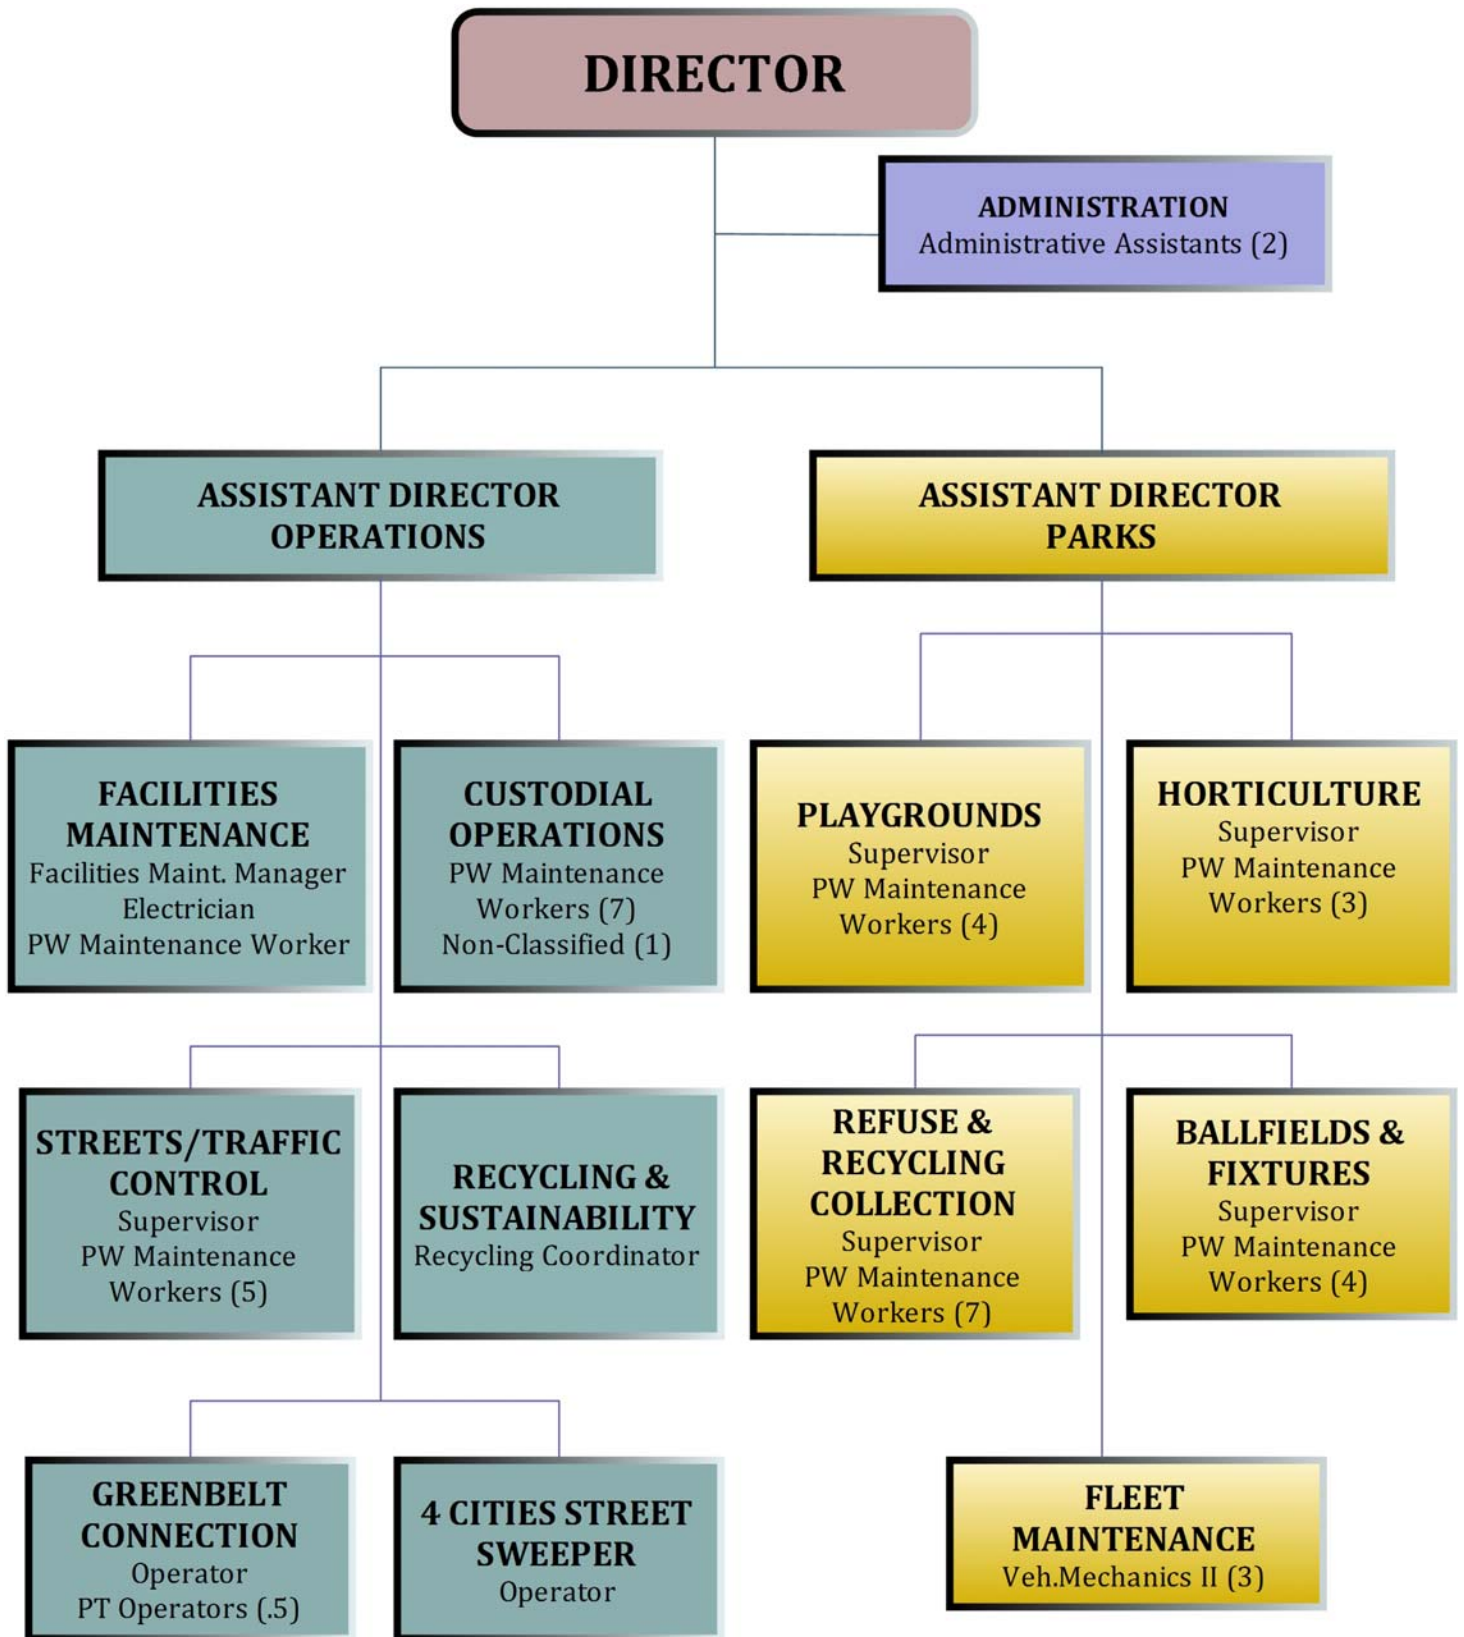 DIRECTOR
ADMINISTRATION
Administrative Assistants (2)
ASSISTANT DIRECTOR
OPERATIONS
ASSISTANT DIRECTOR
PARKS
FACILITIES
MAINTENANCE
Facilities Maint. Manager
Electrician
PW Maintenance Worker
CUSTODIAL
OPERATIONS
PW Maintenance
Workers (7)
Non-Classified (1)
PLAYGROUNDS
Supervisor
PW Maintenance
Workers (4)
HORTICULTURE
Supervisor
PW Maintenance
Workers (3)
STREETS/TRAFFIC
CONTROL
Supervisor
PW Maintenance
Workers (5)
RECYCLING &
SUSTAINABILITY
Recycling Coordinator
REFUSE &
RECYCLING
COLLECTION
Supervisor
PW Maintenance
Workers (7)
BALLFIELDS &
FIXTURES
Supervisor
PW Maintenance
Workers (4)
GREENBELT
CONNECTION
Operator
PT Operators (.5)
4 CITIES STREET
SWEEPER
Operator
FLEET
MAINTENANCE
Veh.Mechanics II (3)